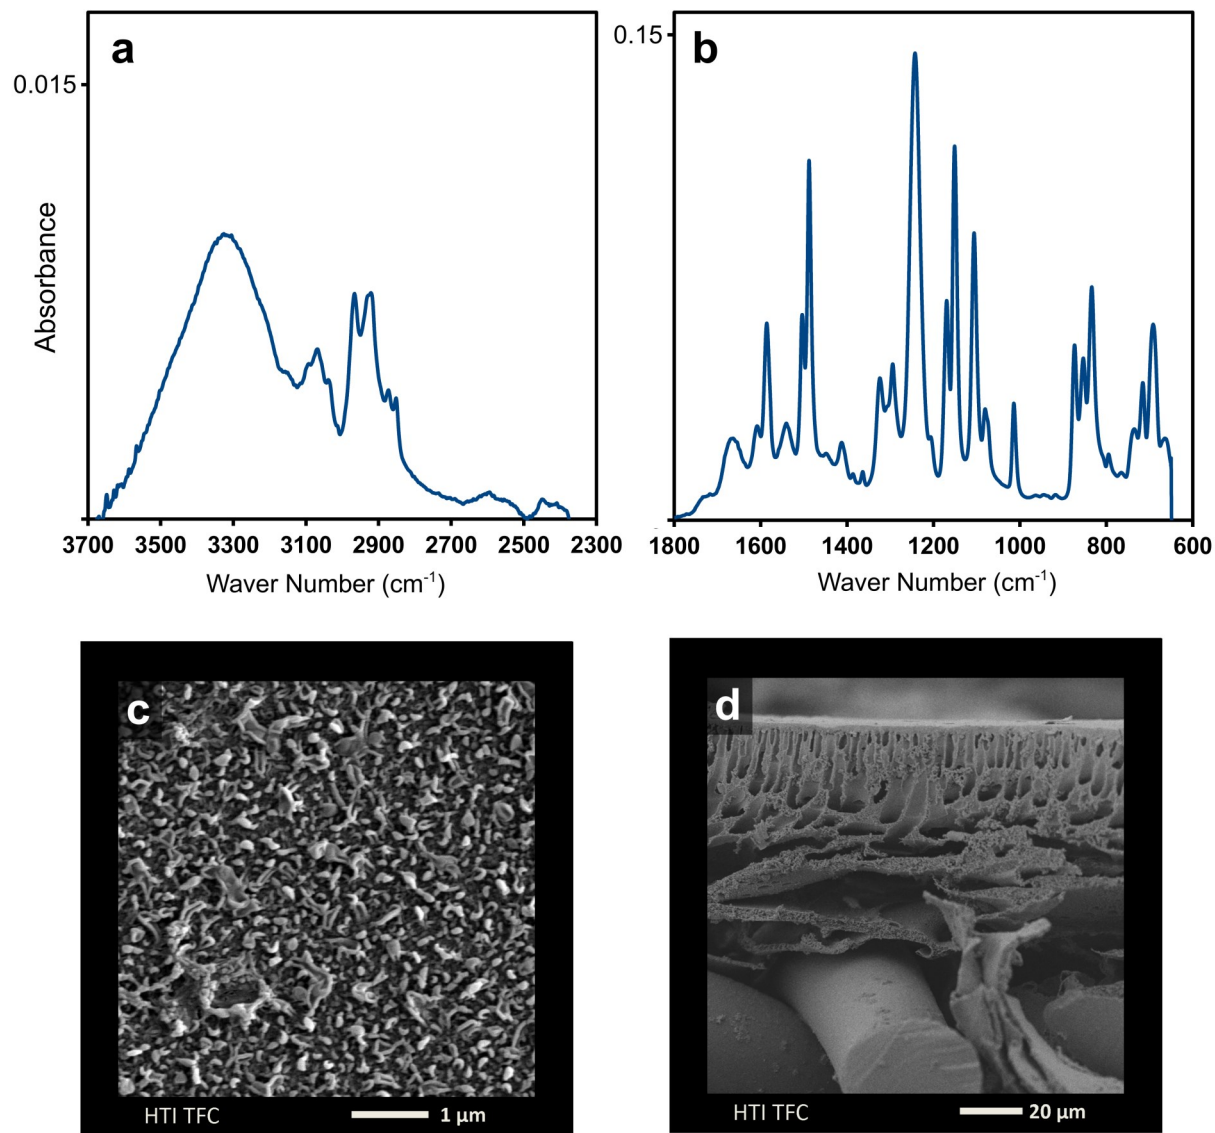 a
0.015
Absorbance
3700 3500 3300 3100 2900 2700 2500 2300
Waver Number (cm⁻¹)
b
0.15
1800 1600 1400 1200 1000 800 600
Waver Number (cm⁻¹)
c
HTI TFC 1 µm
d
HTI TFC 20 µm